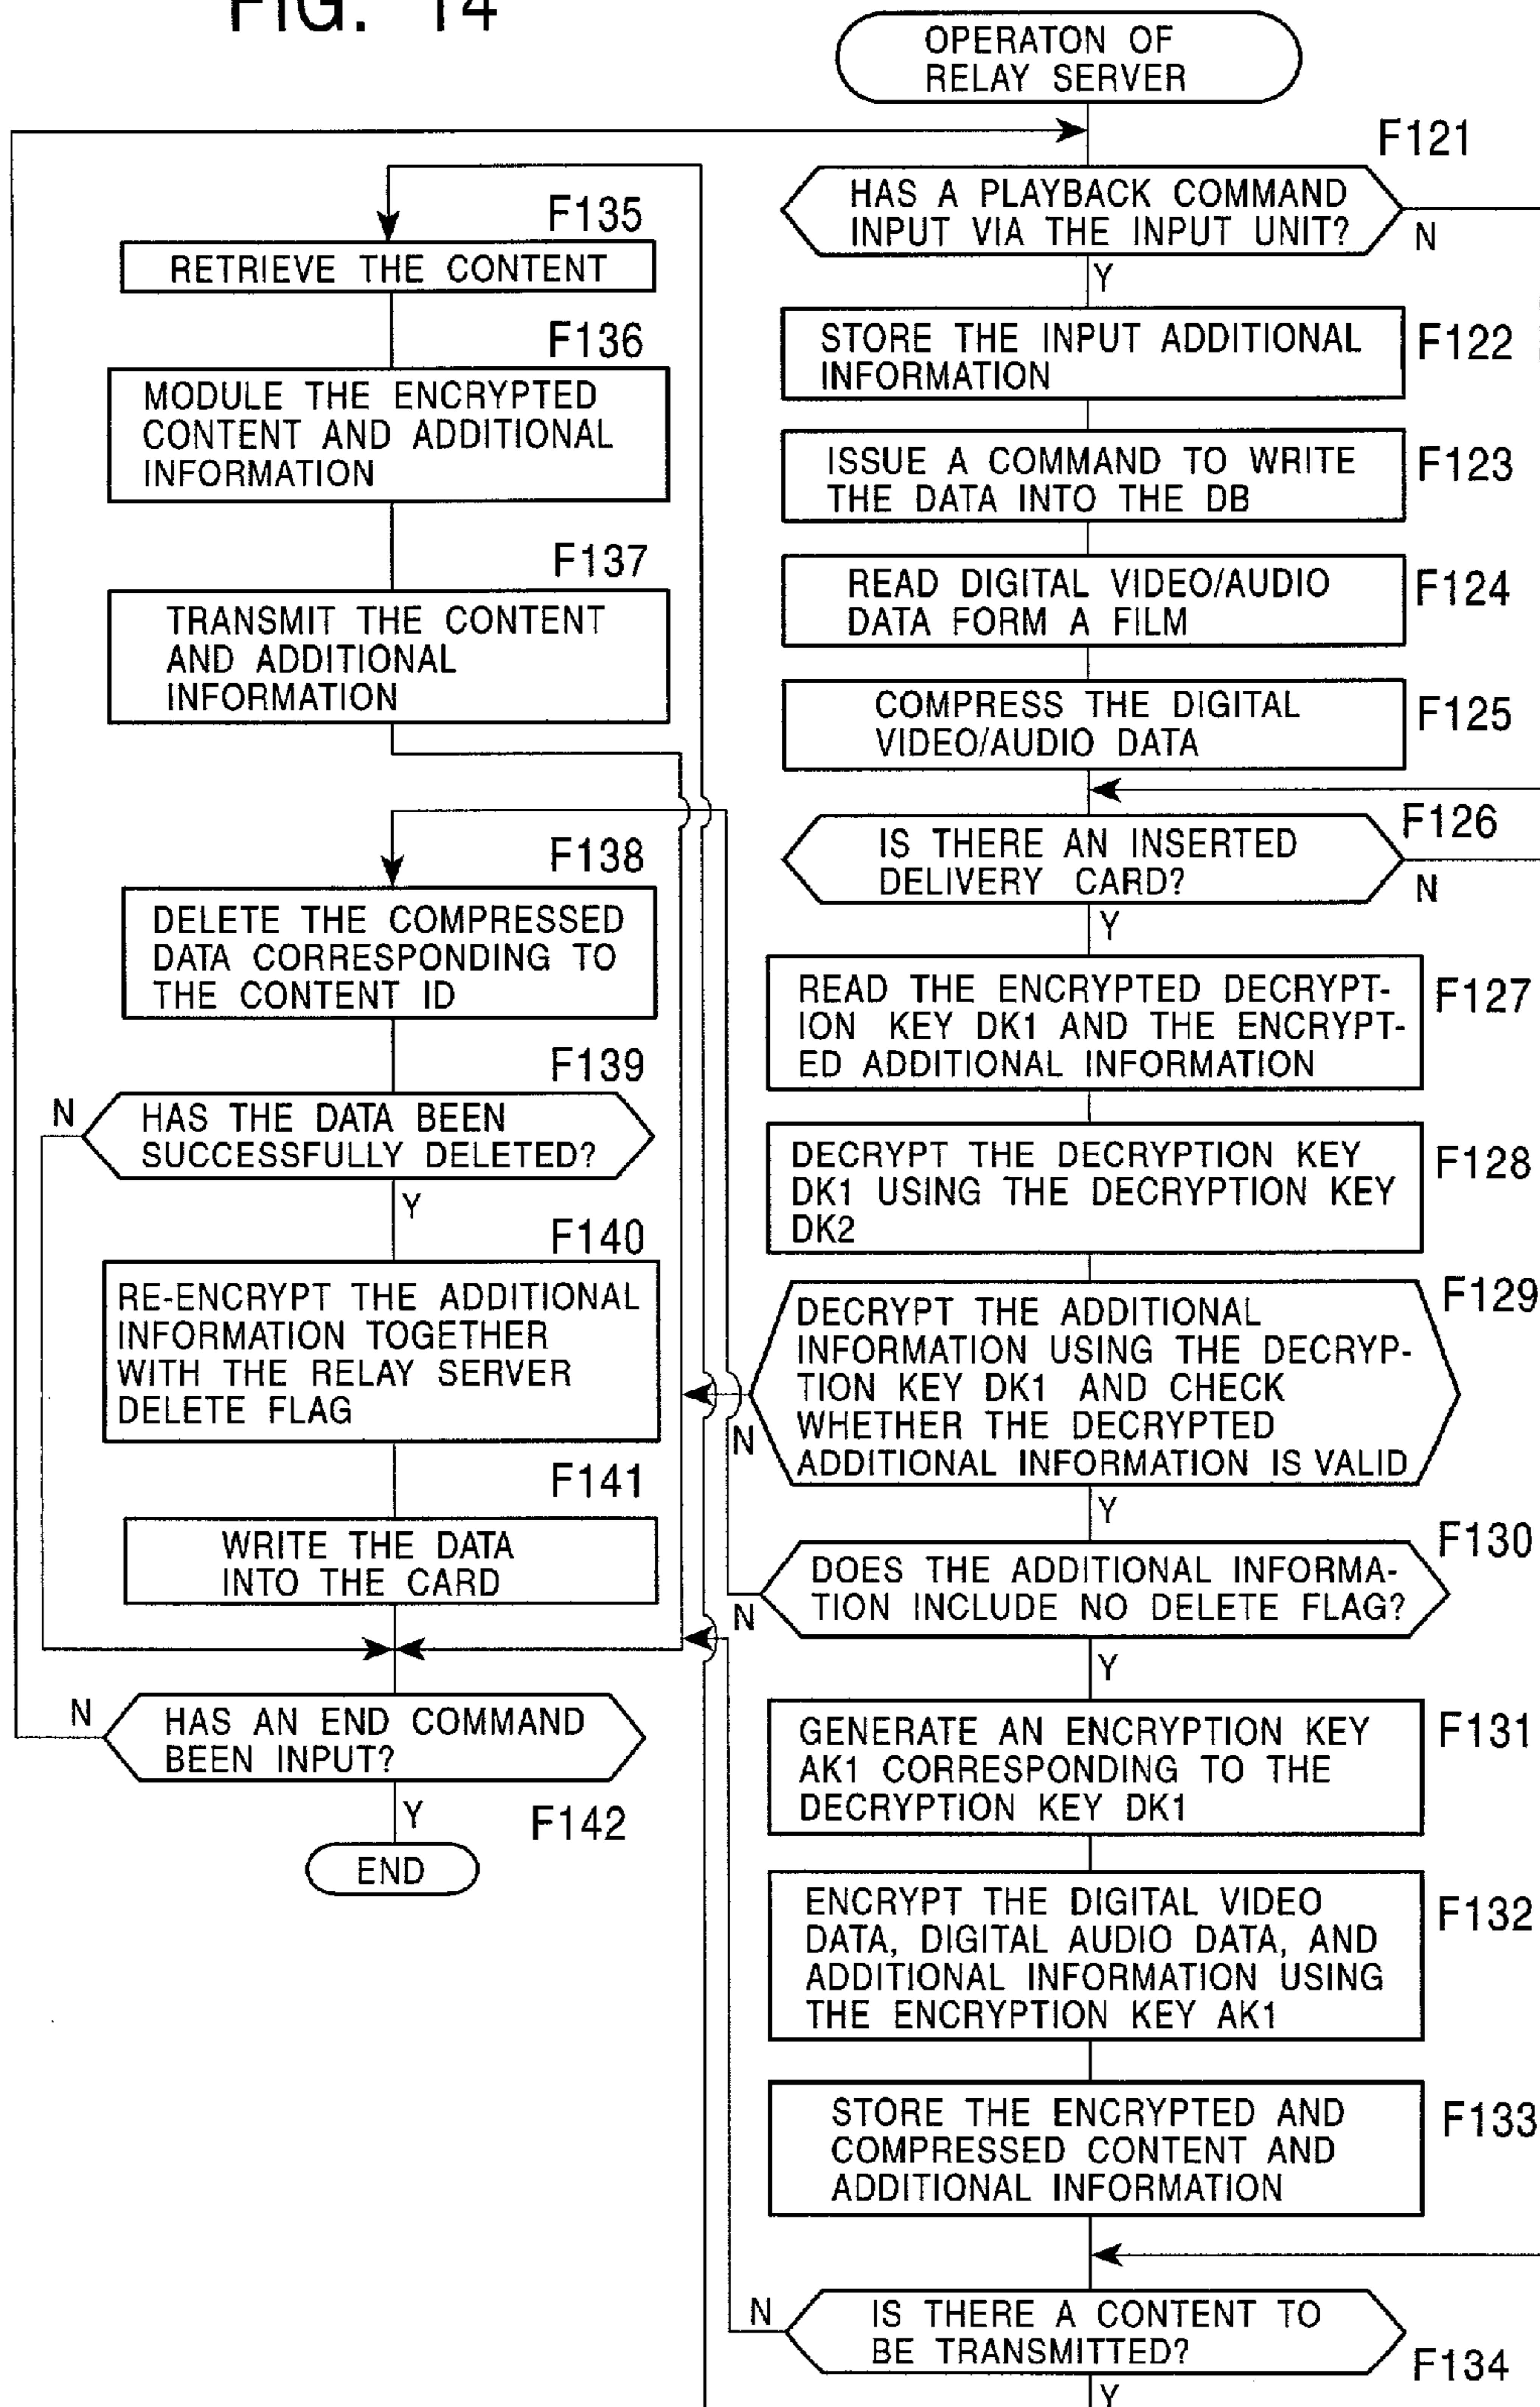 FIG. 14
OPERATON OF
RELAY SERVER
F121
HAS A PLAYBACK COMMAND
INPUT VIA THE INPUT UNIT?
N
Y
STORE THE INPUT ADDITIONAL
INFORMATION
F122
ISSUE A COMMAND TO WRITE
THE DATA INTO THE DB
F123
READ DIGITAL VIDEO/AUDIO
DATA FORM A FILM
F124
COMPRESS THE DIGITAL
VIDEO/AUDIO DATA
F125
F126
IS THERE AN INSERTED
DELIVERY CARD?
N
Y
READ THE ENCRYPTED DECRYPT-
ION KEY DK1 AND THE ENCRYPT-
ED ADDITIONAL INFORMATION
F127
DECRYPT THE DECRYPTION KEY
DK1 USING THE DECRYPTION KEY
DK2
F128
F129
DECRYPT THE ADDITIONAL
INFORMATION USING THE DECRYP-
TION KEY DK1 AND CHECK
WHETHER THE DECRYPTED
ADDITIONAL INFORMATION IS VALID
N
Y
F130
DOES THE ADDITIONAL INFORMA-
TION INCLUDE NO DELETE FLAG?
N
Y
GENERATE AN ENCRYPTION KEY
AK1 CORRESPONDING TO THE
DECRYPTION KEY DK1
F131
ENCRYPT THE DIGITAL VIDEO
DATA, DIGITAL AUDIO DATA, AND
ADDITIONAL INFORMATION USING
THE ENCRYPTION KEY AK1
F132
STORE THE ENCRYPTED AND
COMPRESSED CONTENT AND
ADDITIONAL INFORMATION
F133
N
IS THERE A CONTENT TO
BE TRANSMITTED?
F134
Y
F135
RETRIEVE THE CONTENT
F136
MODULE THE ENCRYPTED
CONTENT AND ADDITIONAL
INFORMATION
F137
TRANSMIT THE CONTENT
AND ADDITIONAL
INFORMATION
F138
DELETE THE COMPRESSED
DATA CORRESPONDING TO
THE CONTENT ID
F139
N
HAS THE DATA BEEN
SUCCESSFULLY DELETED?
Y
F140
RE-ENCRYPT THE ADDITIONAL
INFORMATION TOGETHER
WITH THE RELAY SERVER
DELETE FLAG
F141
WRITE THE DATA
INTO THE CARD
N
HAS AN END COMMAND
BEEN INPUT?
Y
F142
END